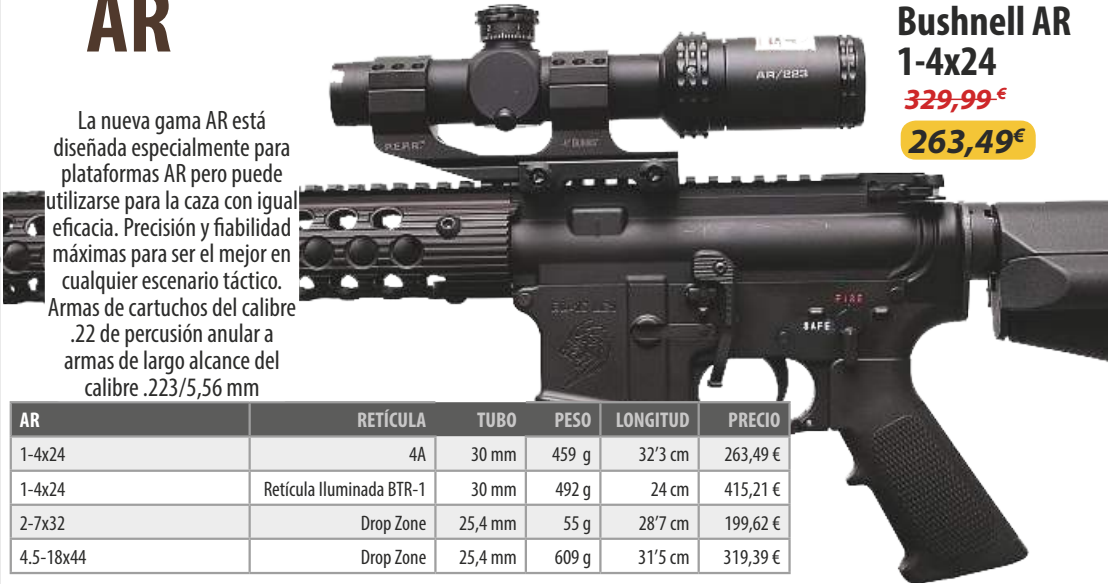 AR
La nueva gama AR está
diseñada especialmente para
plataformas AR pero puede
utilizarse para la caza con igual
eficacia. Precisión y fiabilidad
máximas para ser el mejor en
cualquier escenario táctico.
Armas de cartuchos del calibre
.22 de percusión anular a
armas de largo alcance del
calibre .223/5,56 mm
Bushnell AR
1-4x24
329,99 €
263,49€
AR/223
FIRE
SAFE
AR RETÍCULA TUBO PESO LONGITUD PRECIO
1-4x24 4A 30 mm 459 g 32'3 cm 263,49 €
1-4x24 Retícula Iluminada BTR-1 30 mm 492 g 24 cm 415,21 €
2-7x32 Drop Zone 25,4 mm 55 g 28'7 cm 199,62 €
4.5-18x44 Drop Zone 25,4 mm 609 g 31'5 cm 319,39 €